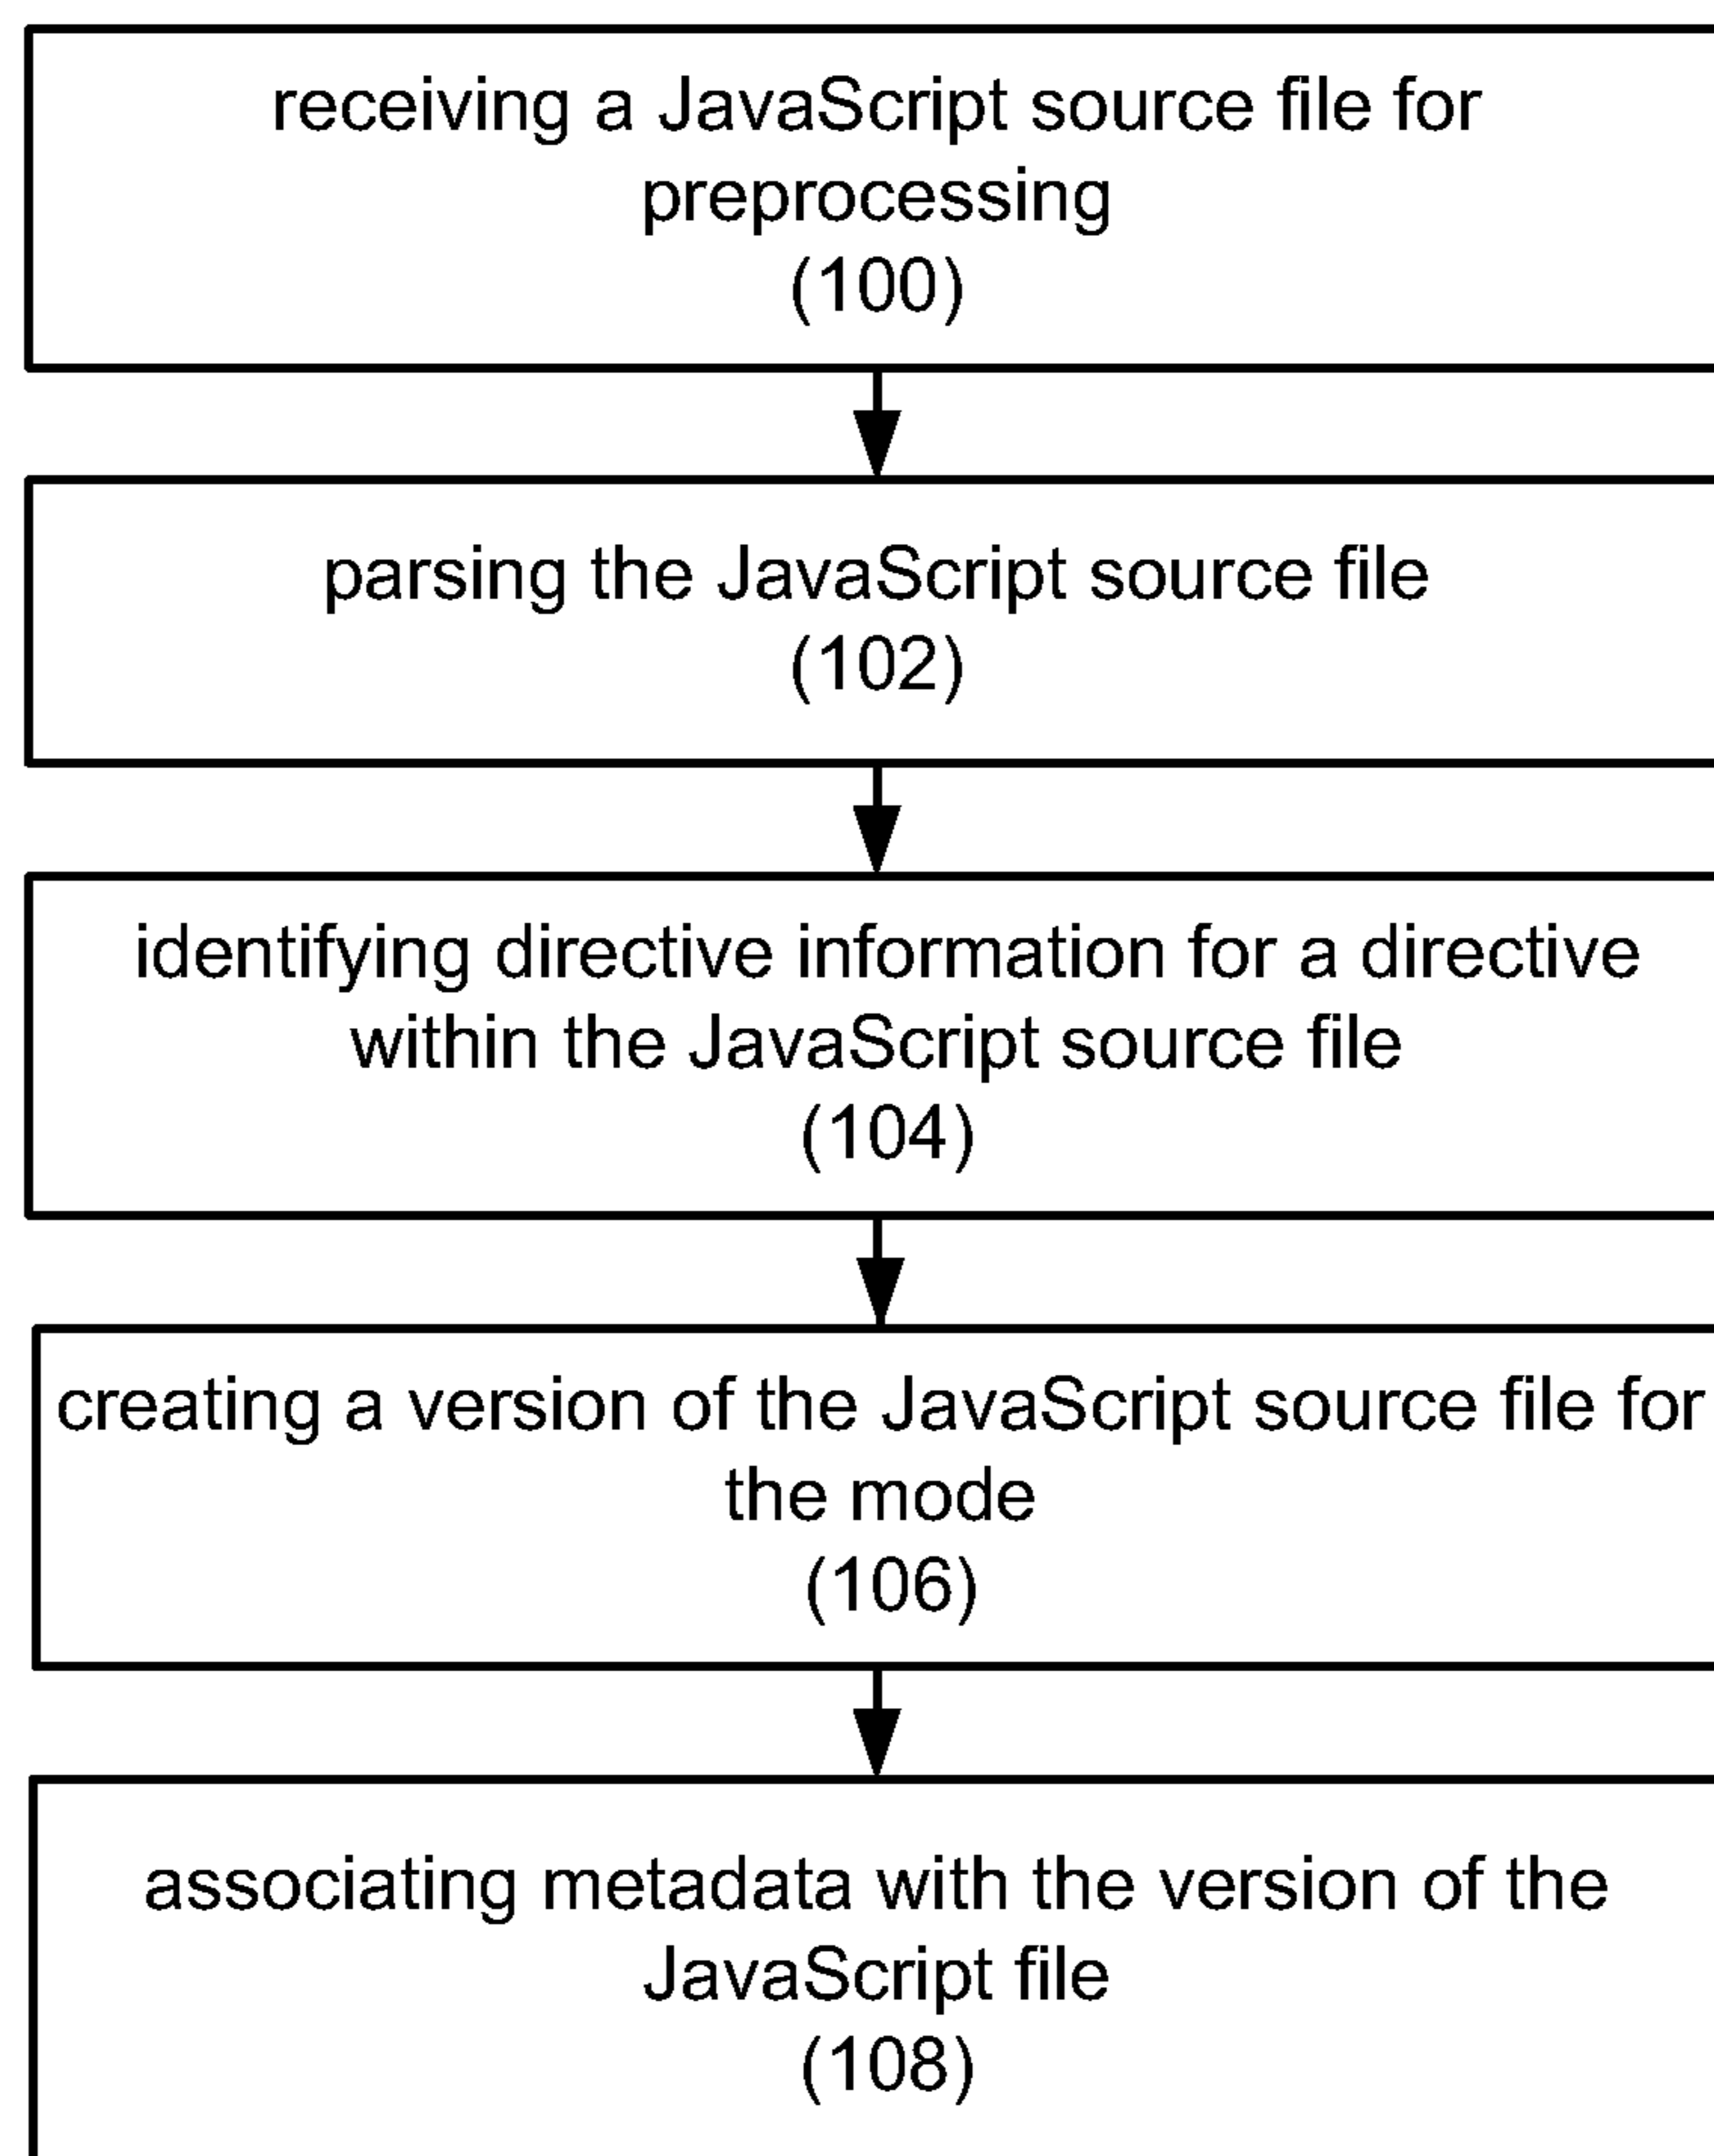 receiving a JavaScript source file for
preprocessing
(100)
parsing the JavaScript source file
(102)
identifying directive information for a directive
within the JavaScript source file
(104)
creating a version of the JavaScript source file for
the mode
(106)
associating metadata with the version of the
JavaScript file
(108)